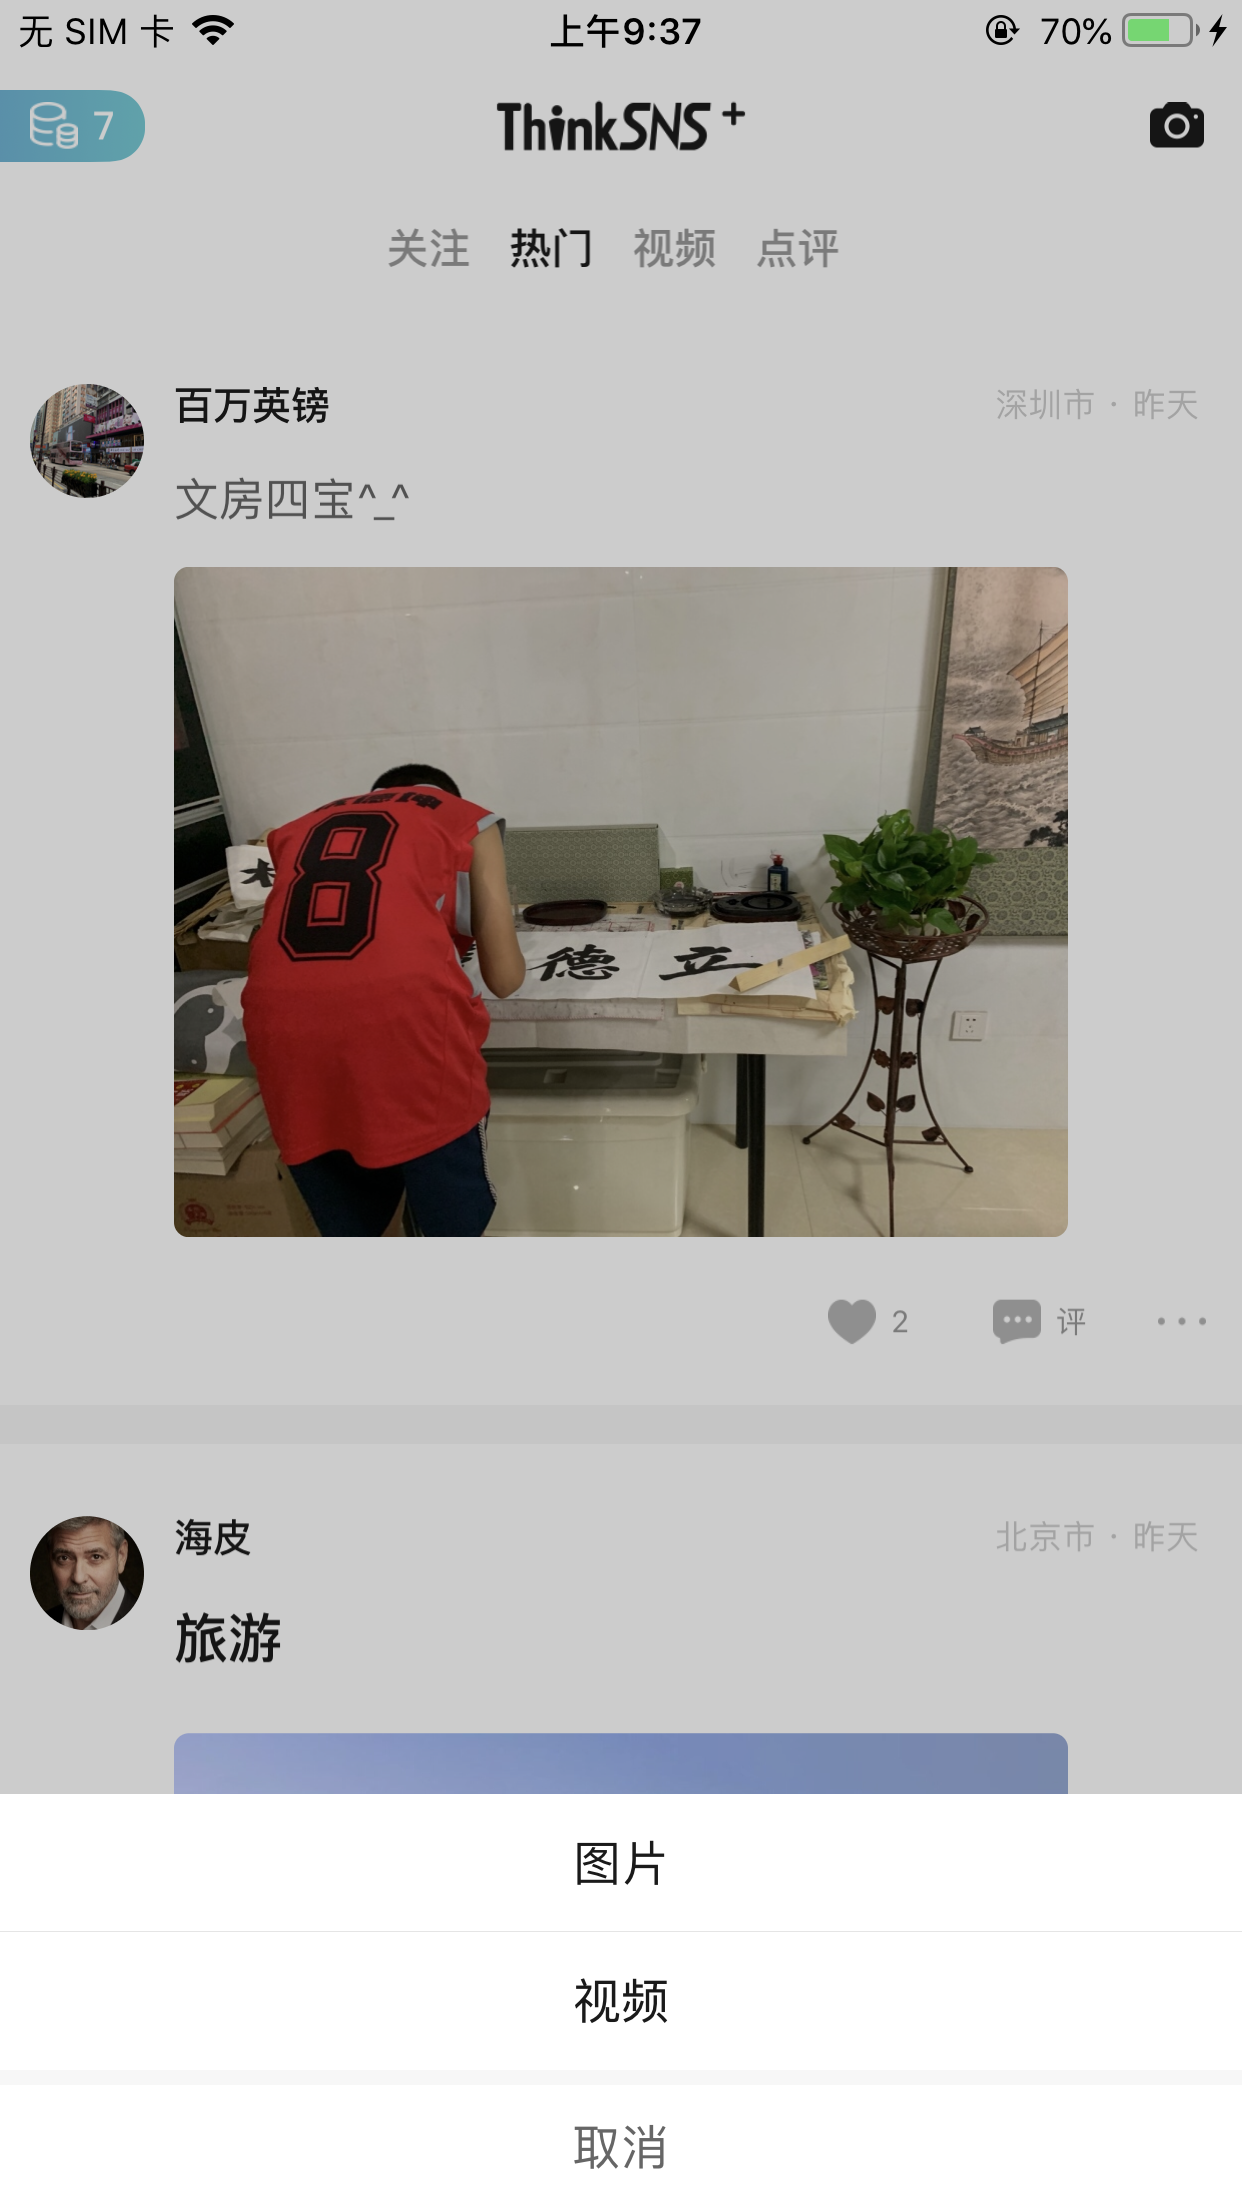 无 SIM 卡 上午9:37 70%
7 ThinkSNS+
关注 热门 视频 点评
百万英镑 深圳市 · 昨天
文房四宝^_^
8
德 立
2 评 ···
海皮 北京市 · 昨天
旅游
图片
视频
取消